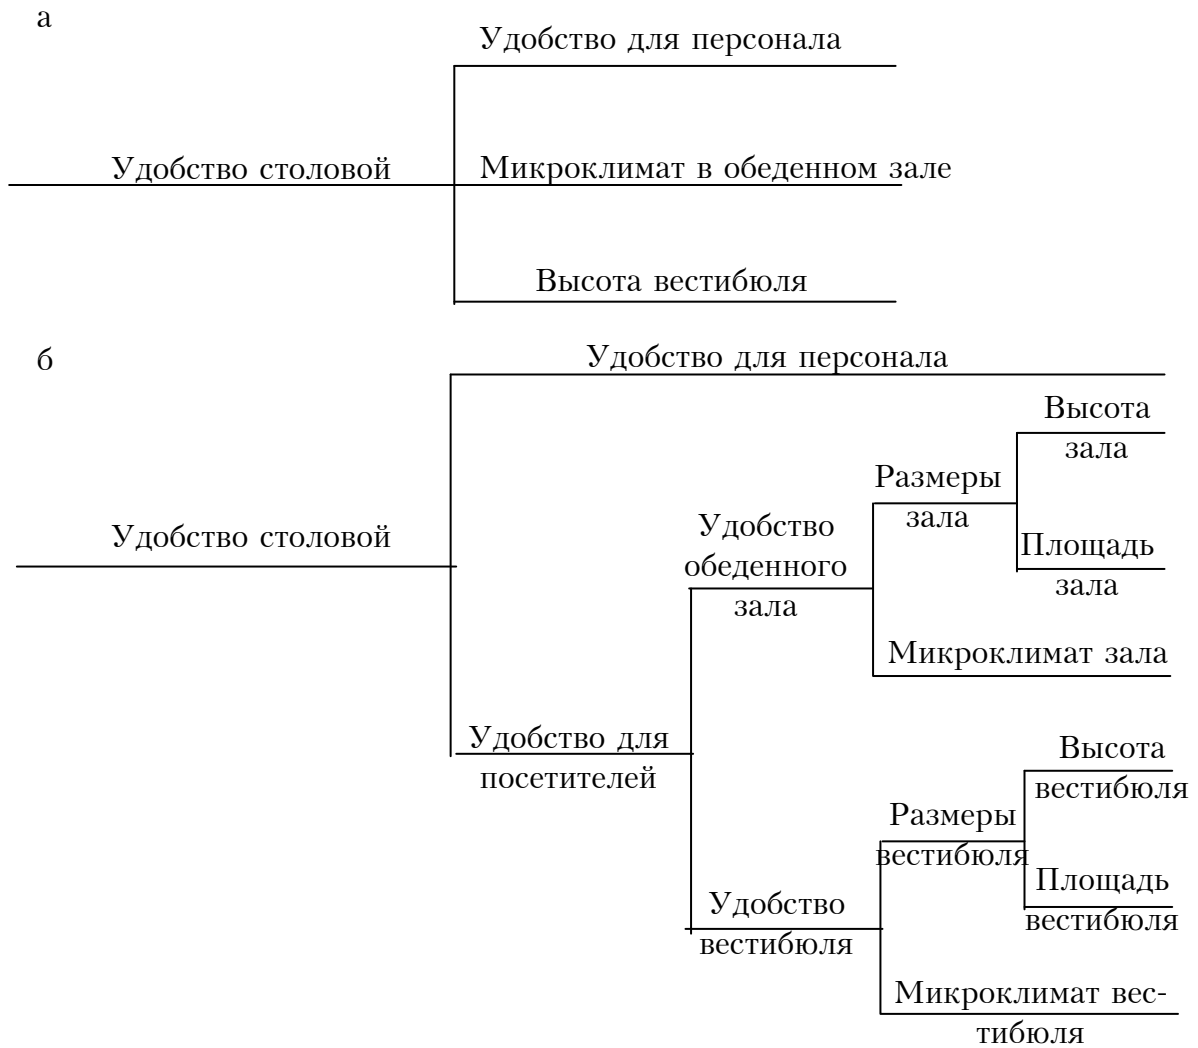 а
Удобство для персонала
Удобство столовой
Микроклимат в обеденном зале
Высота вестибюля
б
Удобство для персонала
Высота
зала
Размеры
зала
Удобство столовой
Удобство
обеденного
зала
Площадь
зала
Микроклимат зала
Удобство для
посетителей
Высота
вестибюля
Размеры
вестибюля
Площадь
вестибюля
Удобство
вестибюля
Микроклимат вес-
тибюля